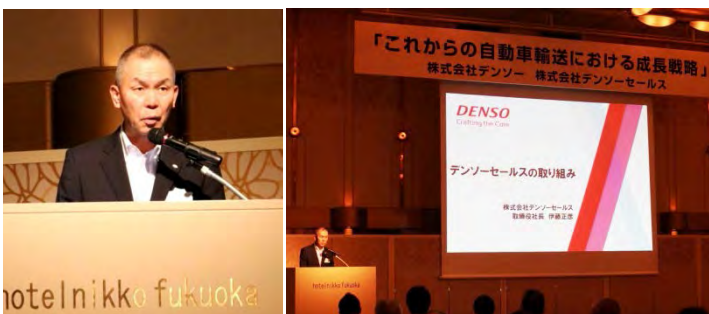 hotelnikko fukuoka
「これからの自動車輸送における成長戦略」
株式会社デンソー 株式会社デンソーセールス
DENSO
Crafting the Core
デンソーセールスの取り組み
株式会社デンソーセールス
取締役社長 伊藤正彦
hotelnikko fukuoka